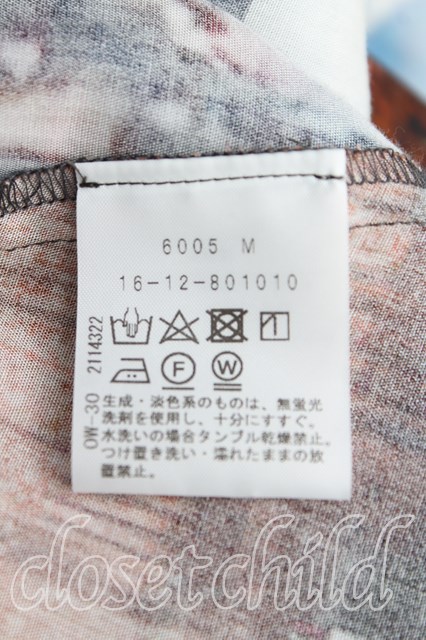 6005 M
16-12-801010
2114322
OW-30
F
W
生成・淡色系のものは、無蛍光
洗剤を使用し、十分にすすぐ。
水洗いの場合タンブル乾燥禁止。
つけ置き洗い・濡れたままの放
置禁止。
closet child